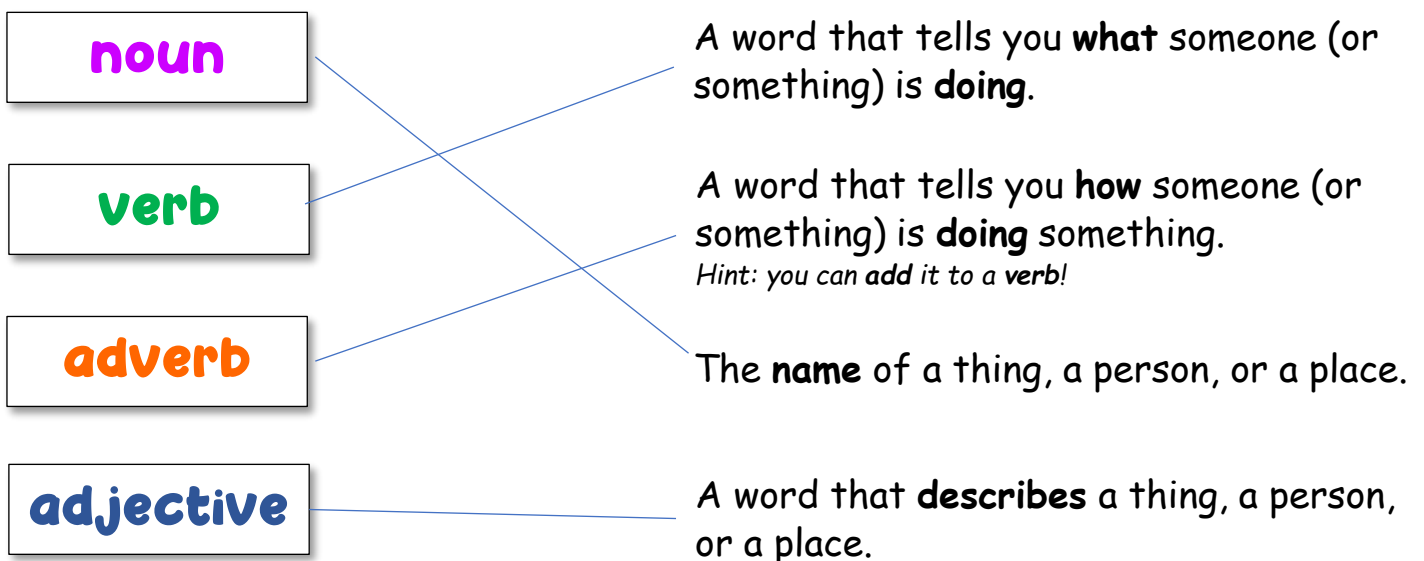 noun
A word that tells you what someone (or
something) is doing.
verb
A word that tells you how someone (or
something) is doing something.
Hint: you can add it to a verb!
adverb
The name of a thing, a person, or a place.
adjective
A word that describes a thing, a person,
or a place.